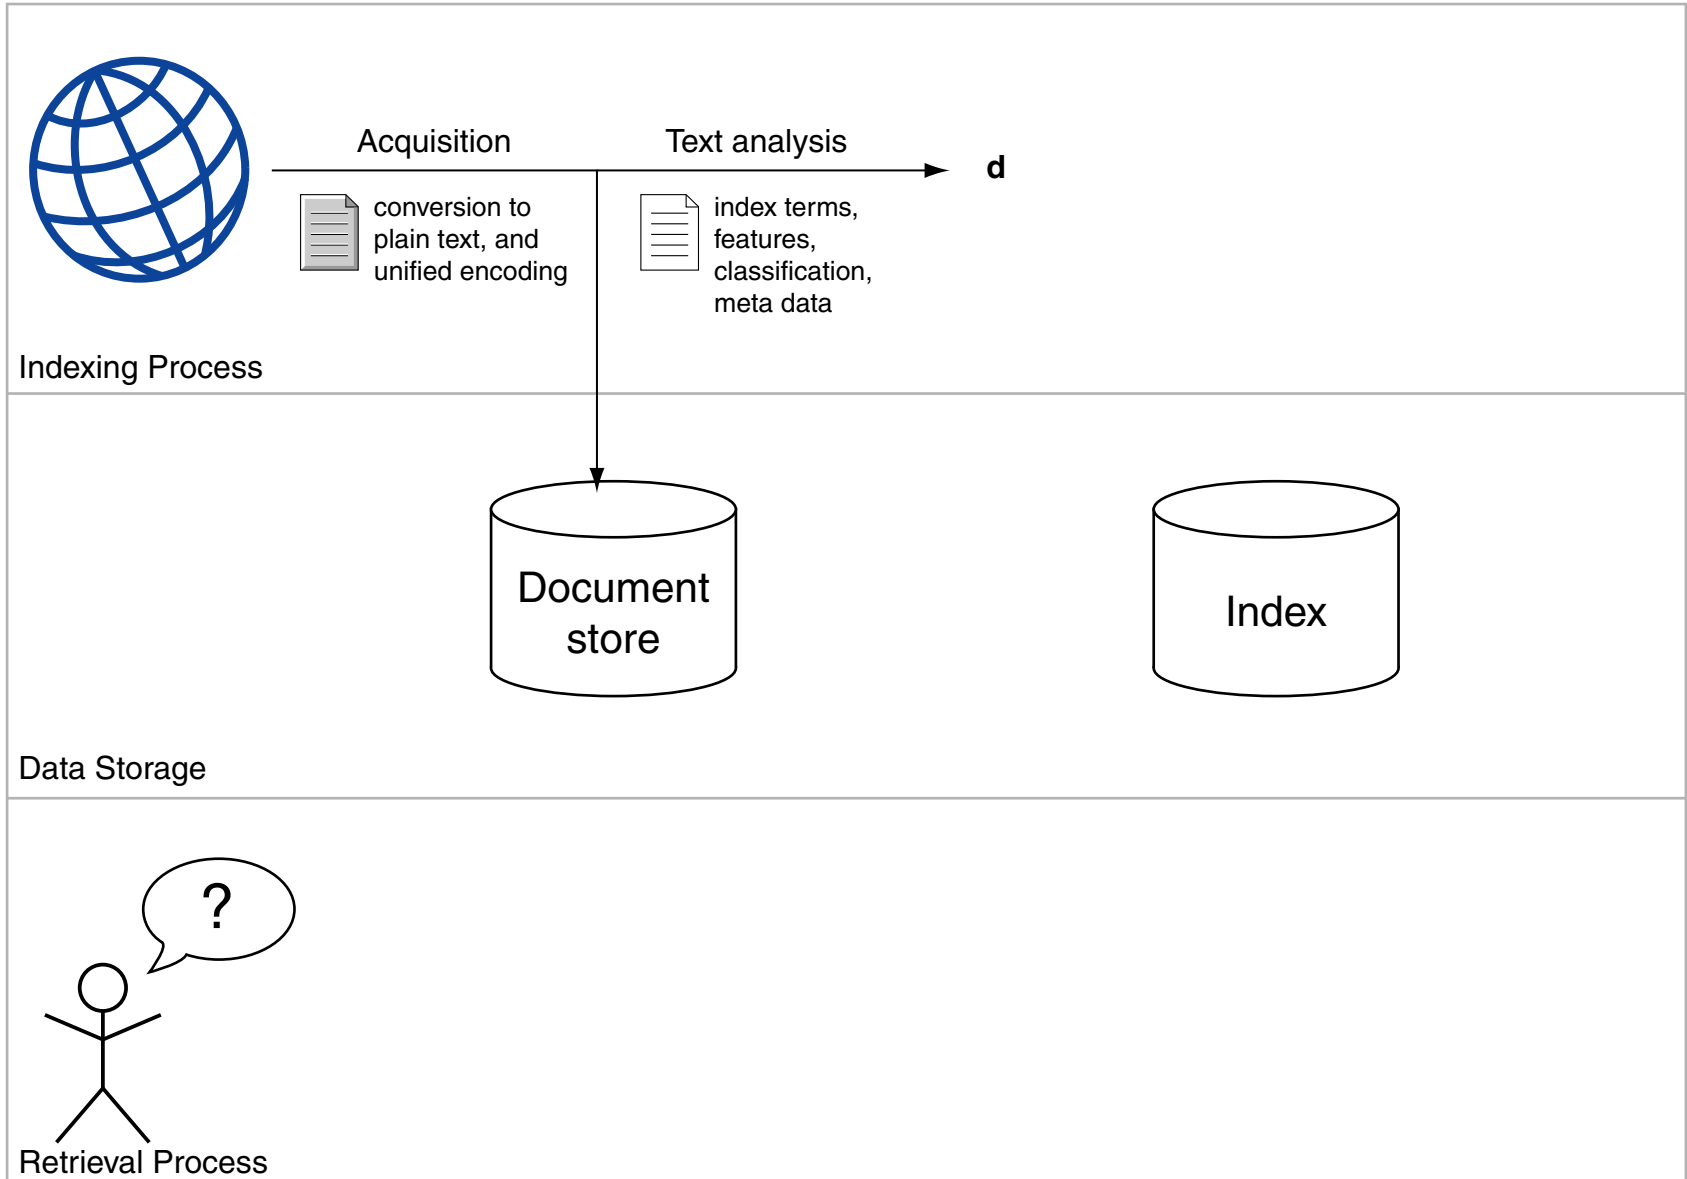 Acquisition
Text analysis
d
conversion to
plain text, and
unified encoding
index terms,
features,
classification,
meta data
Indexing Process
Document
store
Index
Data Storage
?
Retrieval Process